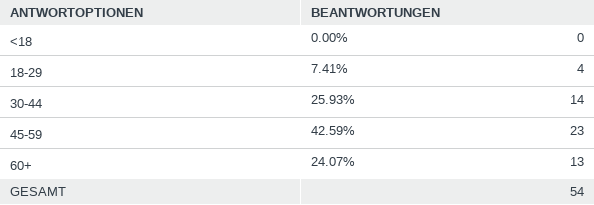 ANTWORTOPTIONEN BEANTWORTUNGEN
<18 0.00% 0
18-29 7.41% 4
30-44 25.93% 14
45-59 42.59% 23
60+ 24.07% 13
GESAMT 54